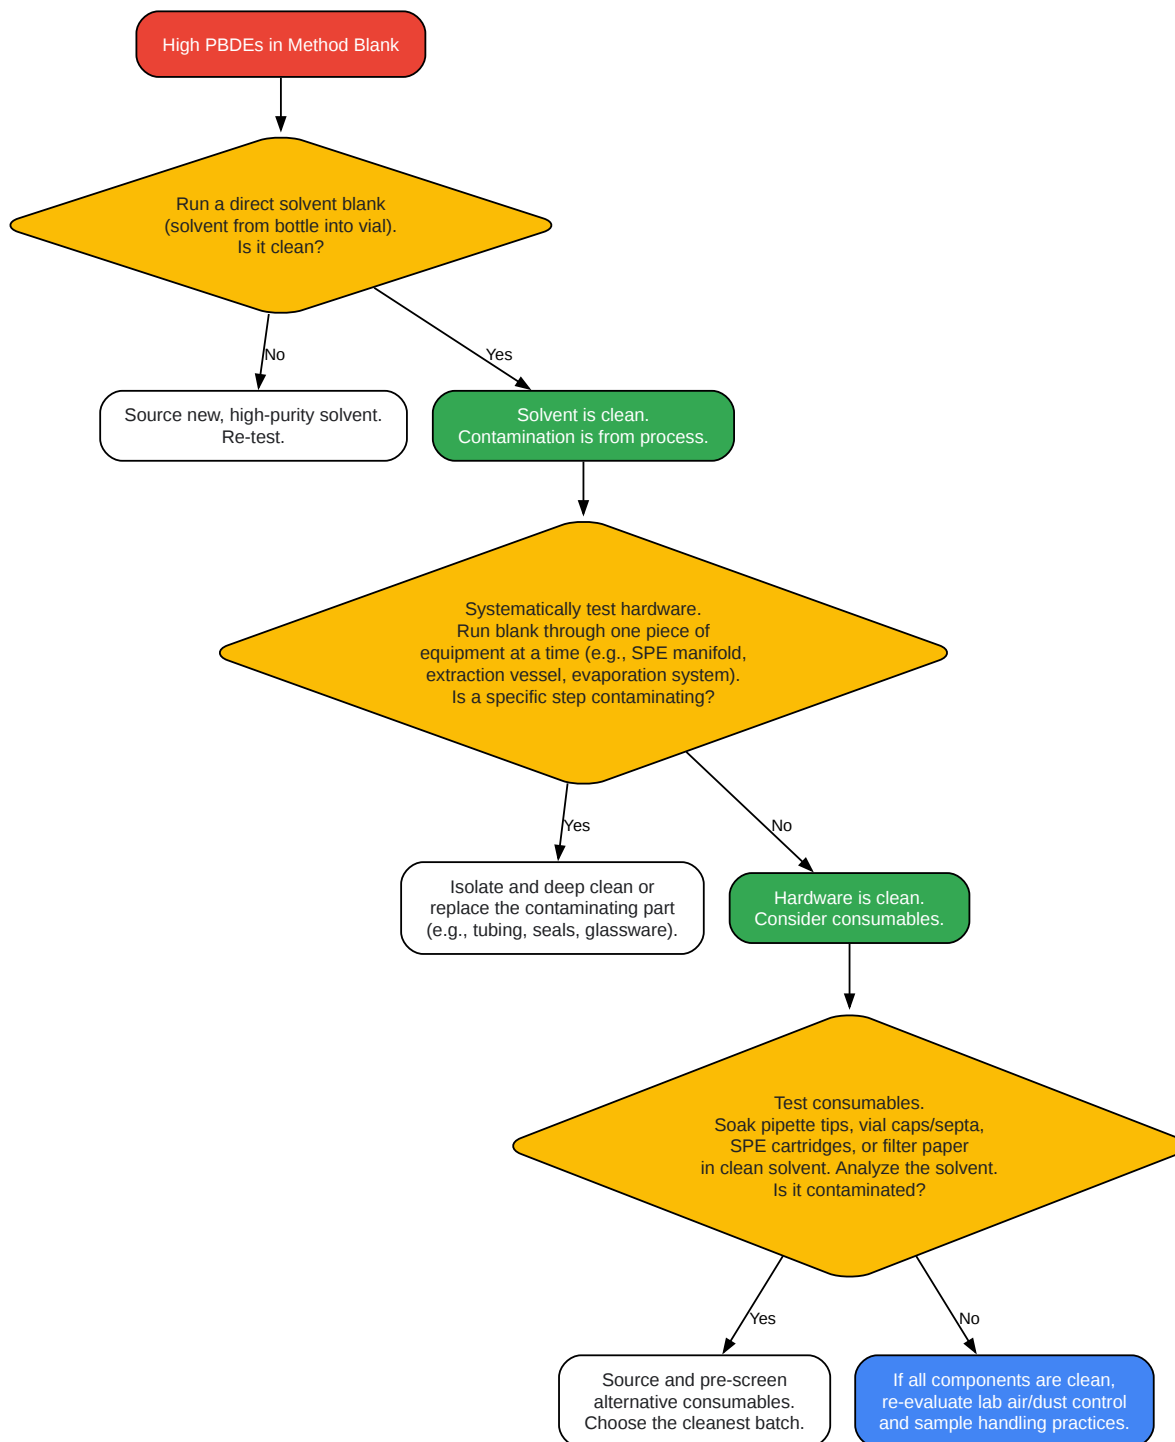 High PBDEs in Method Blank
Run a direct solvent blank
(solvent from bottle into vial).
Is it clean?
No
Yes
Source new, high-purity solvent.
Re-test.
Solvent is clean.
Contamination is from process.
Systematically test hardware.
Run blank through one piece of
equipment at a time (e.g., SPE manifold,
extraction vessel, evaporation system).
Is a specific step contaminating?
Yes
No
Isolate and deep clean or
replace the contaminating part
(e.g., tubing, seals, glassware).
Hardware is clean.
Consider consumables.
Test consumables.
Soak pipette tips, vial caps/septa,
SPE cartridges, or filter paper
in clean solvent. Analyze the solvent.
Is it contaminated?
Yes
No
Source and pre-screen
alternative consumables.
Choose the cleanest batch.
If all components are clean,
re-evaluate lab air/dust control
and sample handling practices.